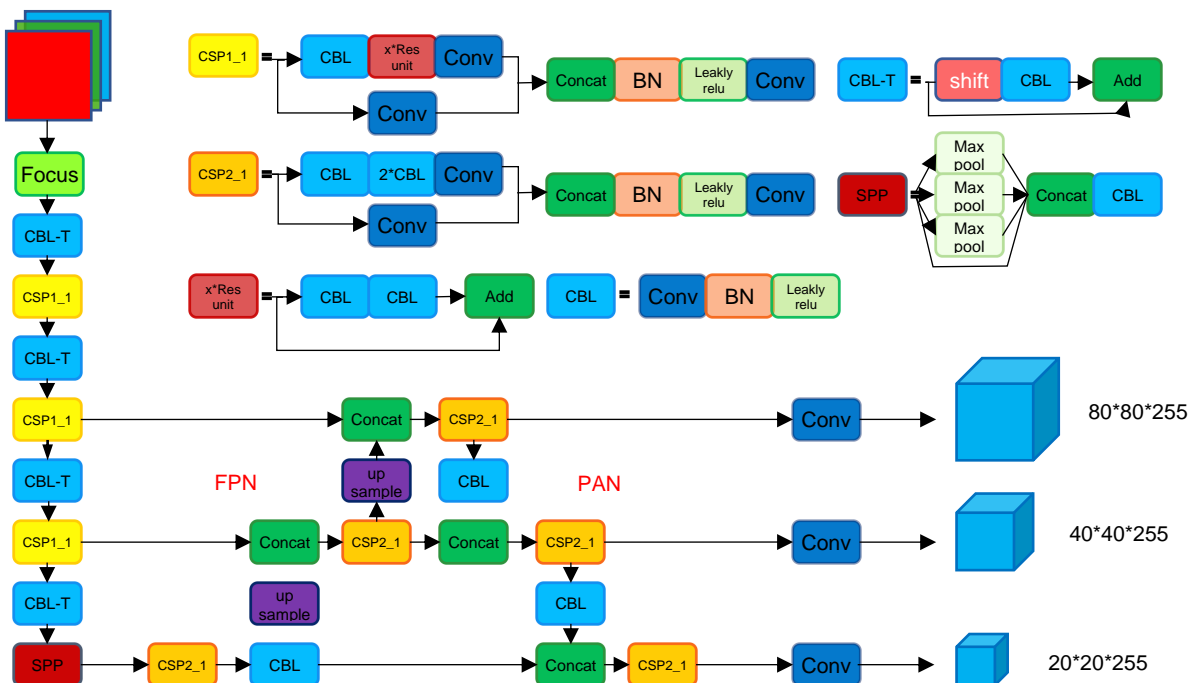 CSP1_1 = CBL x*Res unit Conv Concat BN Leakly relu Conv
Conv
CBL-T = shift CBL Add
Focus
CSP2_1 = CBL 2*CBL Conv Concat BN Leakly relu Conv
Conv
SPP = Max pool Concat CBL
Max pool
Max pool
CBL-T
CSP1_1
x*Res unit = CBL CBL Add
CBL = Conv BN Leakly relu
CBL-T
CSP1_1 Concat CSP2_1 Conv 80*80*255
CBL-T FPN up sample CBL PAN
CSP1_1 Concat CSP2_1 Concat CSP2_1 Conv 40*40*255
CBL-T up sample CBL
SPP CSP2_1 CBL Concat CSP2_1 Conv 20*20*255